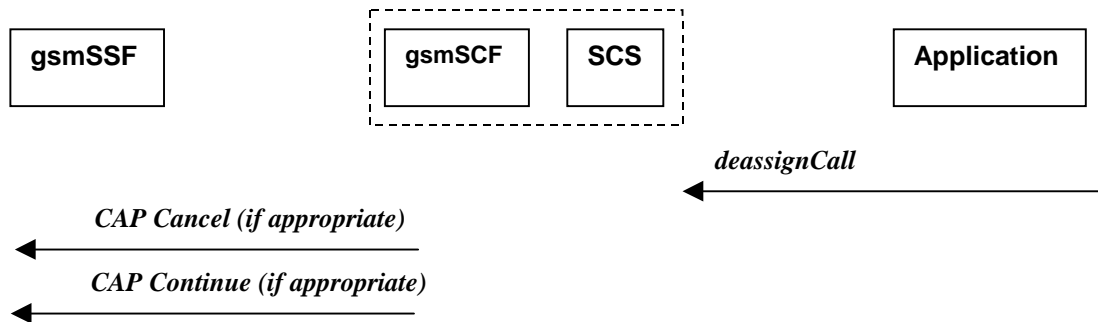 gsmSSF
gsmSCF
SCS
Application
deassignCall
CAP Cancel (if appropriate)
CAP Continue (if appropriate)